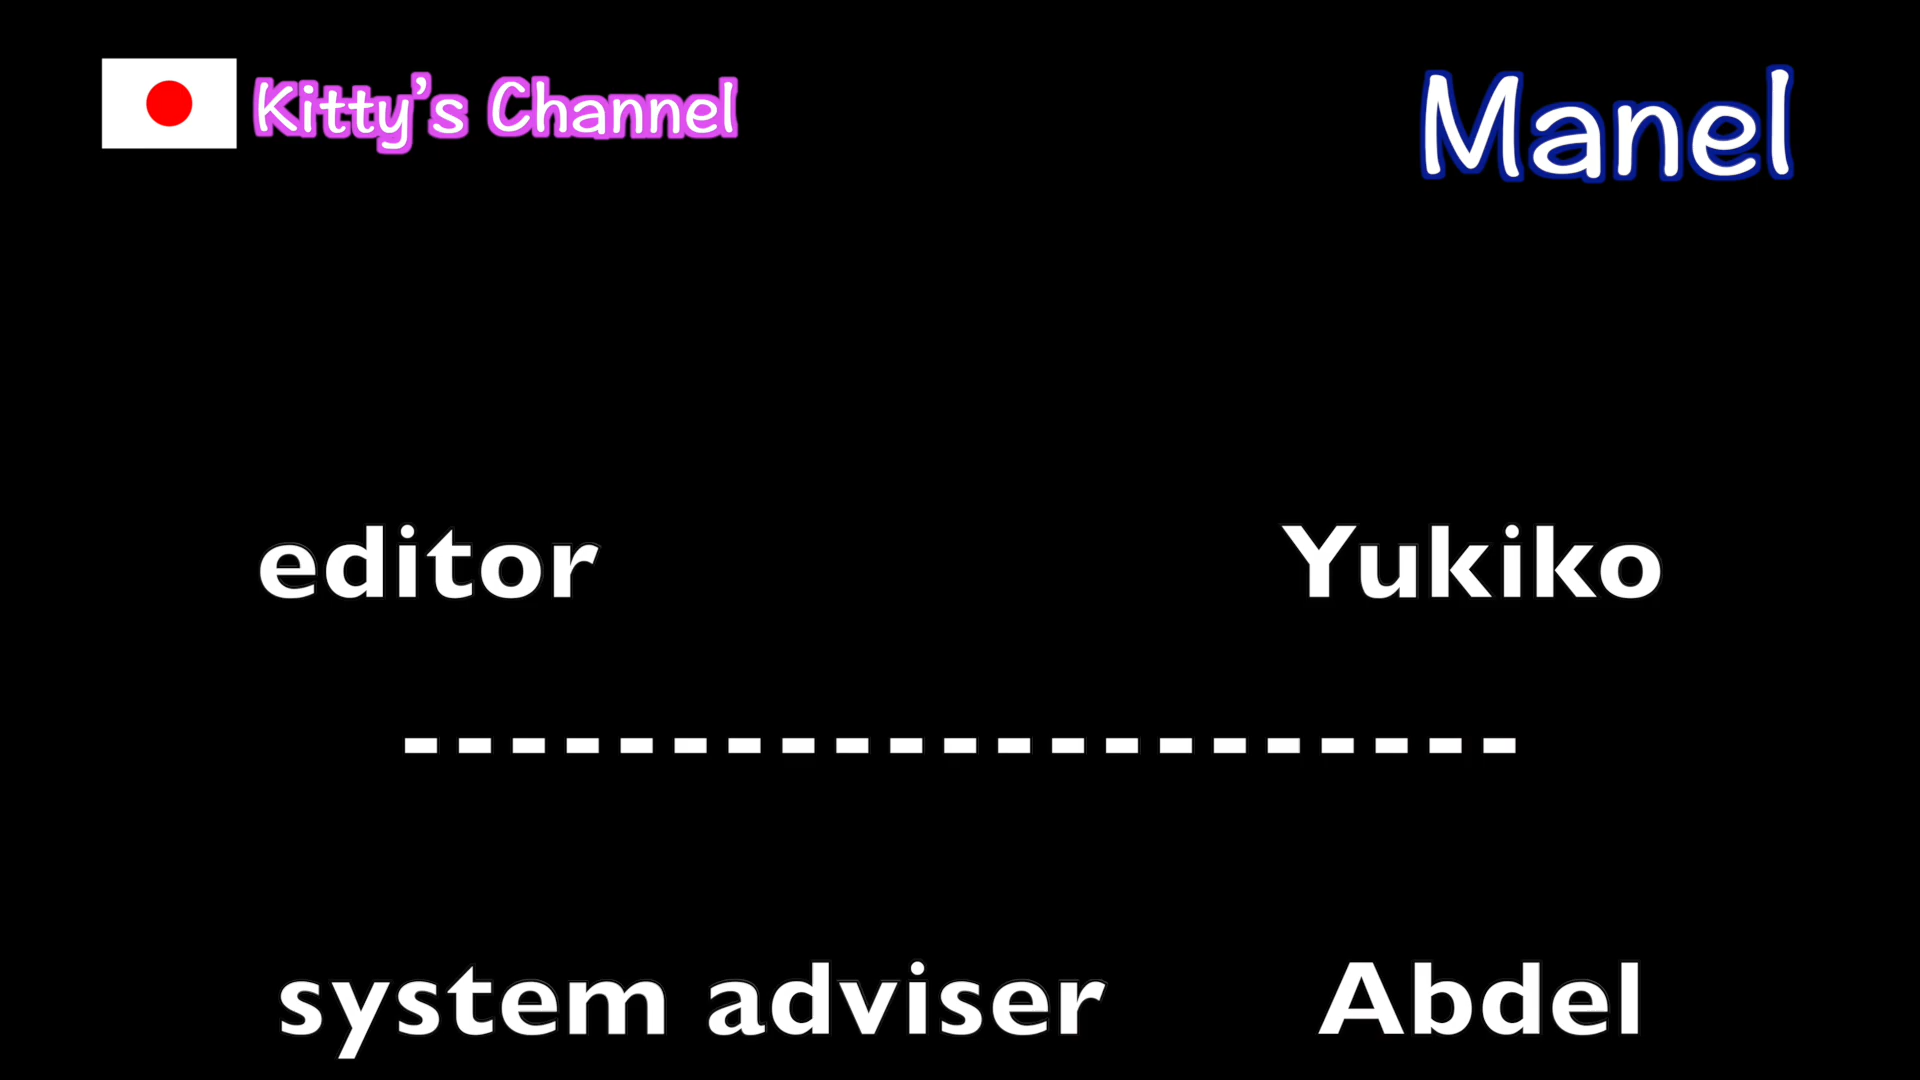 Kitty's Channel
Manel
editor Yukiko
---------------------
system adviser Abdel